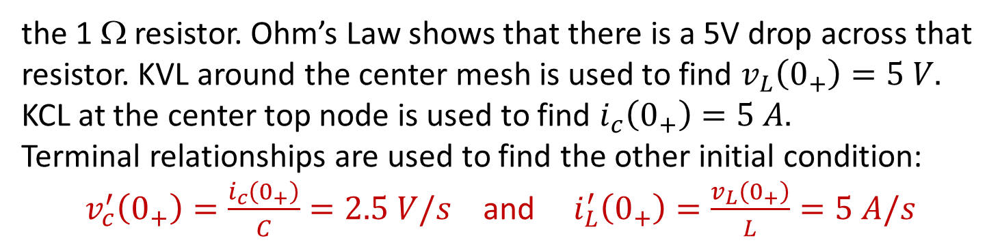 the 1 Ω resistor. Ohm’s Law shows that there is a 5V drop across that
resistor. KVL around the center mesh is used to find $v_L(0_+) = 5\ V$.
KCL at the center top node is used to find $i_c(0_+) = 5\ A$.
Terminal relationships are used to find the other initial condition:
$v_c'(0_+) = \frac{i_c(0_+)}{C} = 2.5\ V/s$ and $i_L'(0_+) = \frac{v_L(0_+)}{L} = 5\ A/s$